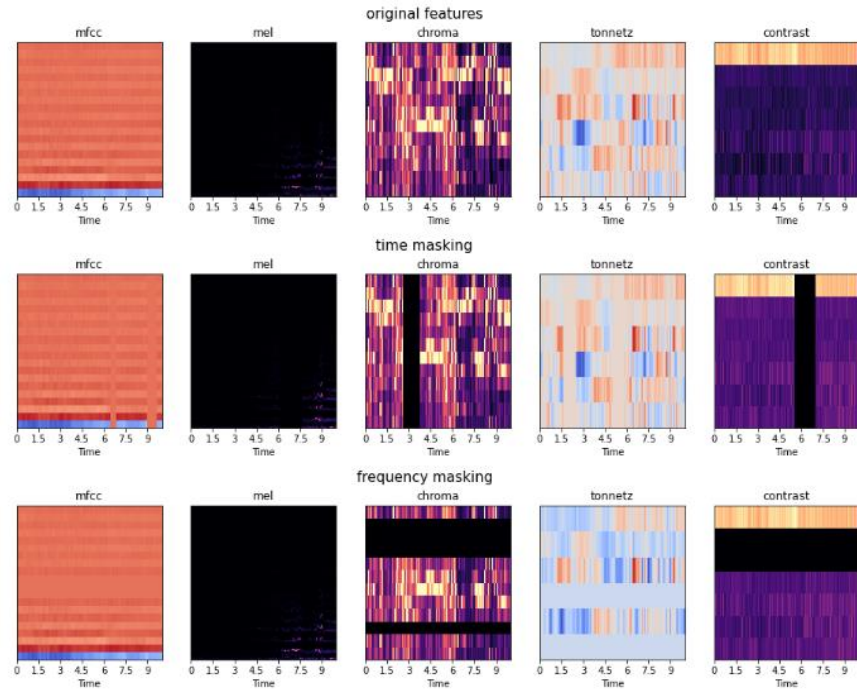 original features
mfcc mel chroma tonnetz contrast
0 1.5 3 4.5 6 7.5 9 0 1.5 3 4.5 6 7.5 9 0 1.5 3 4.5 6 7.5 9 0 1.5 3 4.5 6 7.5 9 0 1.5 3 4.5 6 7.5 9
Time Time Time Time Time
time masking
mfcc mel chroma tonnetz contrast
0 1.5 3 4.5 6 7.5 9 0 1.5 3 4.5 6 7.5 9 0 1.5 3 4.5 6 7.5 9 0 1.5 3 4.5 6 7.5 9 0 1.5 3 4.5 6 7.5 9
Time Time Time Time Time
frequency masking
mfcc mel chroma tonnetz contrast
0 1.5 3 4.5 6 7.5 9 0 1.5 3 4.5 6 7.5 9 0 1.5 3 4.5 6 7.5 9 0 1.5 3 4.5 6 7.5 9 0 1.5 3 4.5 6 7.5 9
Time Time Time Time Time